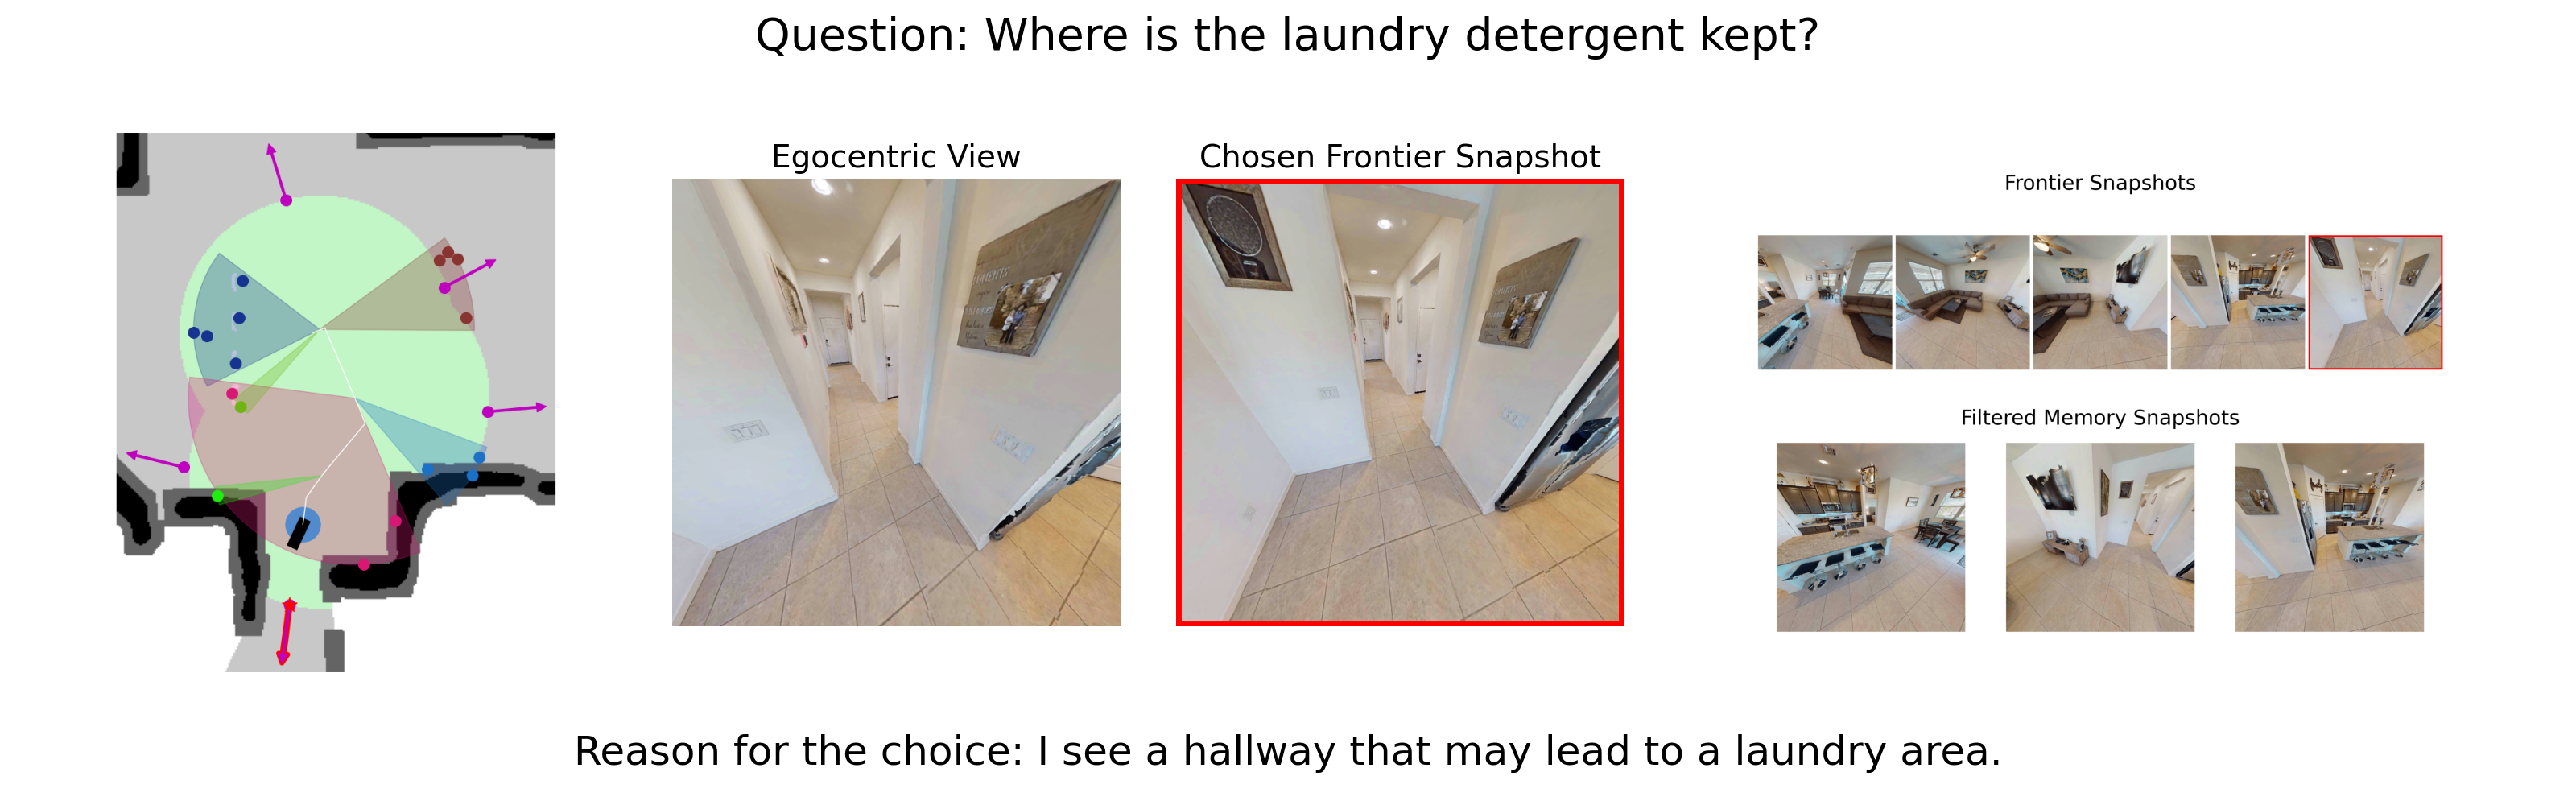 Question: Where is the laundry detergent kept?
Egocentric View
Chosen Frontier Snapshot
Frontier Snapshots
Filtered Memory Snapshots
Reason for the choice: I see a hallway that may lead to a laundry area.